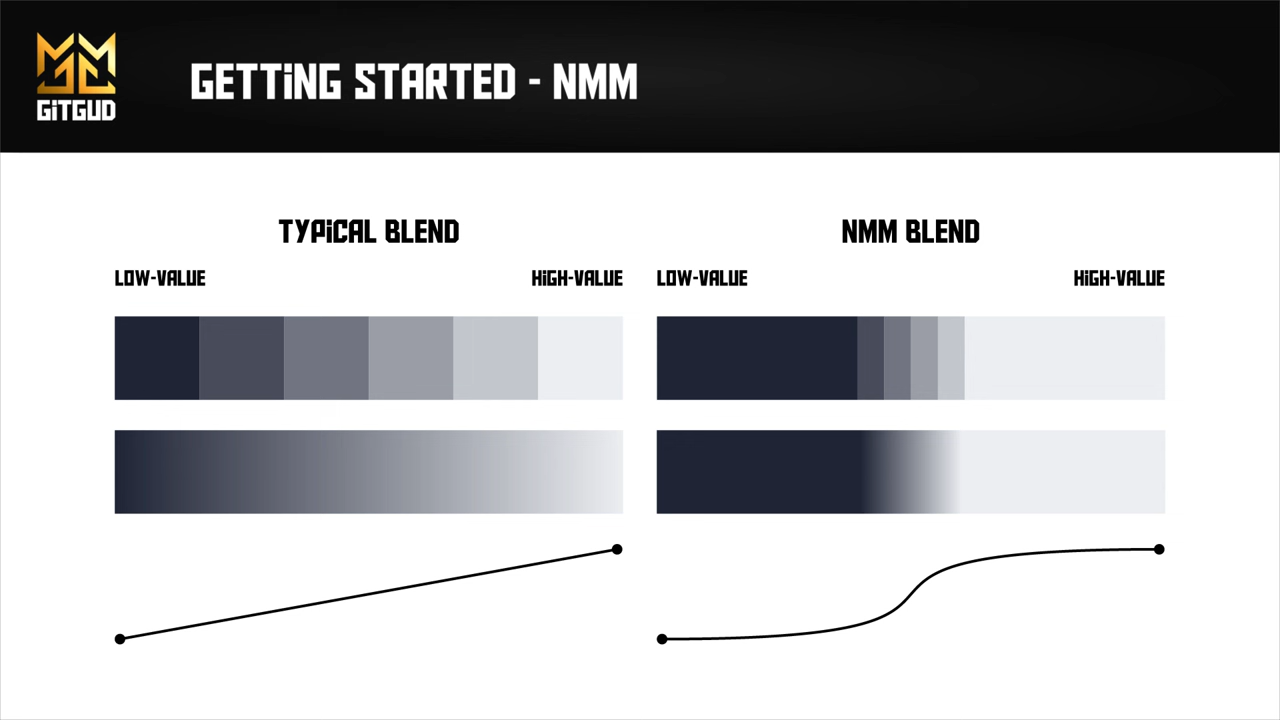 GiTGUD
GETTiNG STARTED - NMM
TYPiCAL BLEND
NMM BLEND
LOW-VALUE
HiGH-VALUE
LOW-VALUE
HiGH-VALUE